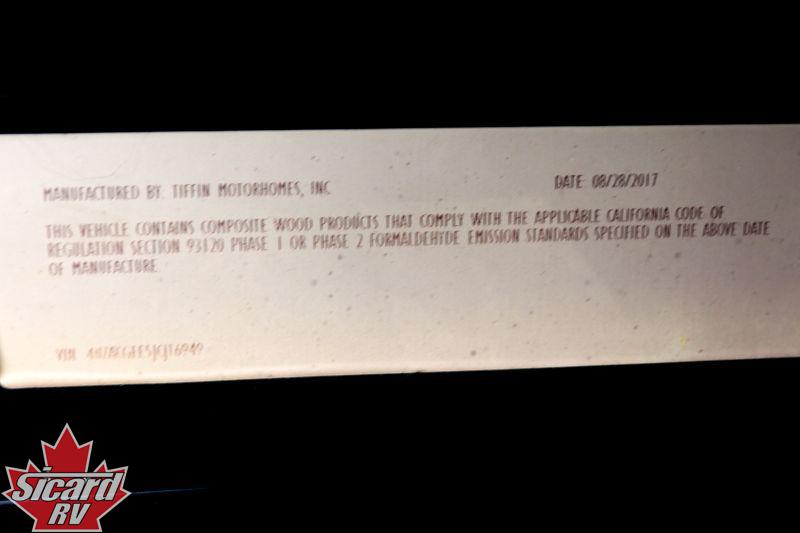 MANUFACTURED BY: TIFFIN MOTORHOMES, INC
DATE: 08/28/2017
THIS VEHICLE CONTAINS COMPOSITE WOOD PRODUCTS THAT COMPLY WITH THE APPLICABLE CALIFORNIA CODE OF
REGULATION SECTION 93120 PHASE 1 OR PHASE 2 FORMALDEHYDE EMISSION STANDARDS SPECIFIED ON THE ABOVE DATE
OF MANUFACTURE
VIN
Sicard
RV